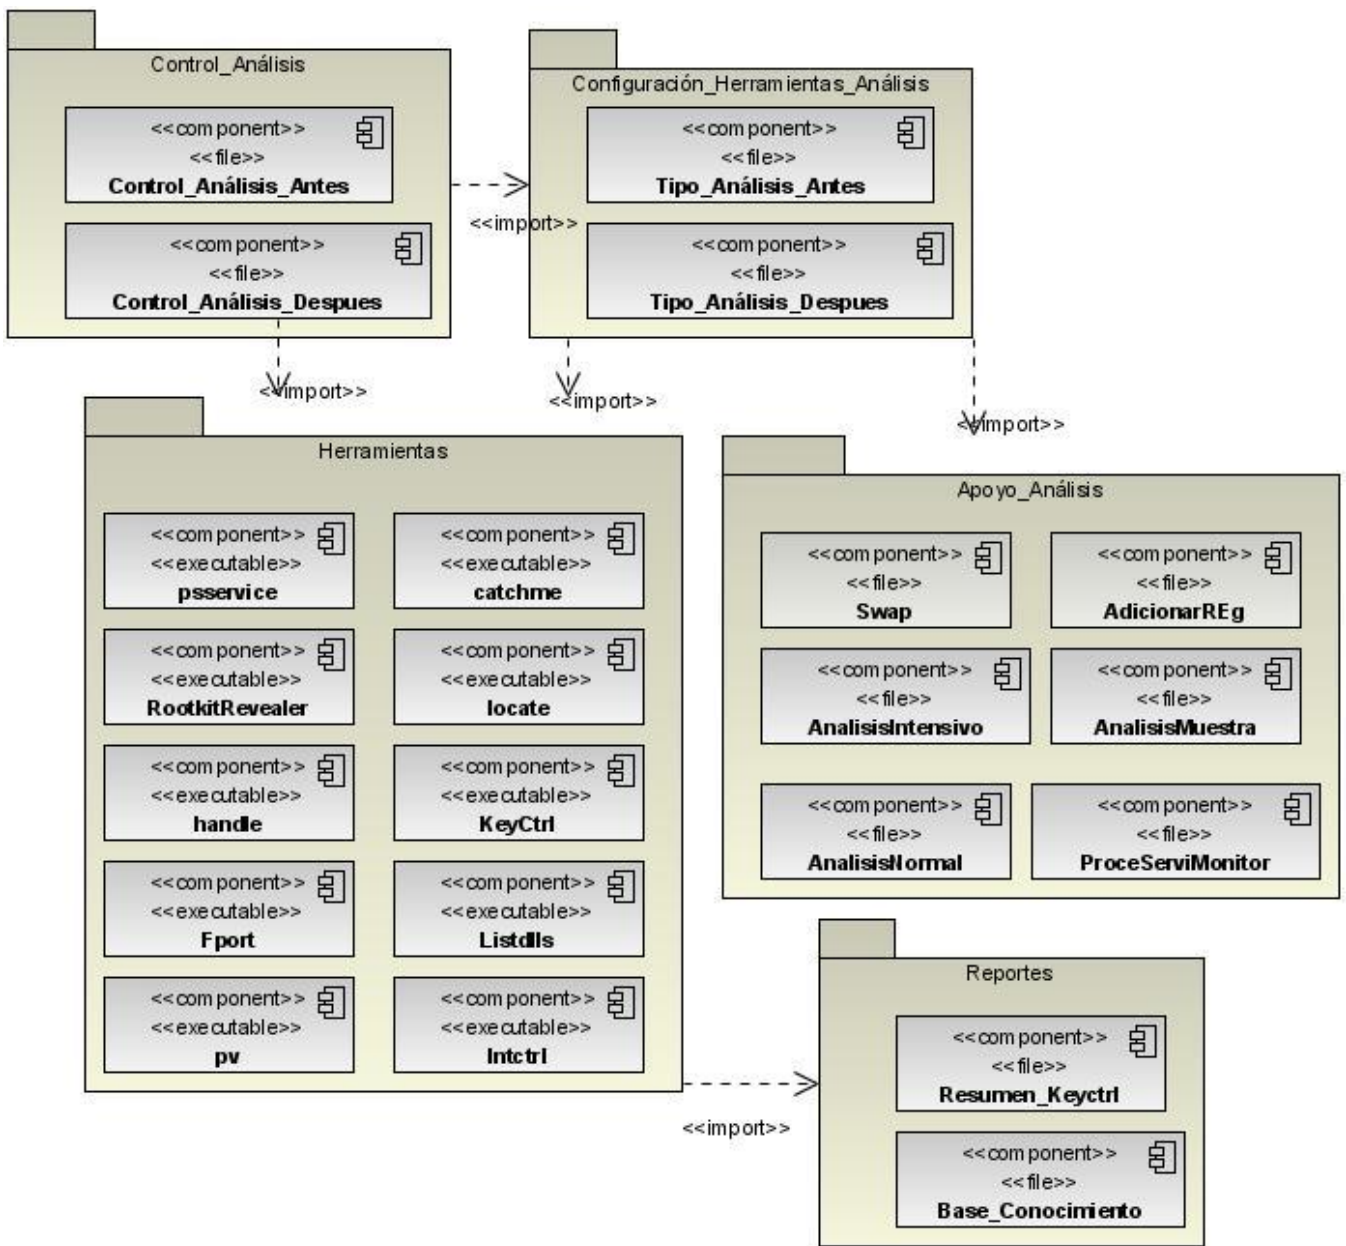 Control_Análisis
<<component>>
<<file>>
Control_Análisis_Antes
<<component>>
<<file>>
Control_Análisis_Despues
<<import>>
Configuración_Herramientas_Análisis
<<component>>
<<file>>
Tipo_Análisis_Antes
<<component>>
<<file>>
Tipo_Análisis_Despues
<<import>>
<<import>>
<<import>>
Herramientas
<<component>>
<<executable>>
psservice
<<component>>
<<executable>>
catchme
<<component>>
<<executable>>
RootkitRevealer
<<component>>
<<executable>>
locate
<<component>>
<<executable>>
handle
<<component>>
<<executable>>
KeyCtrl
<<component>>
<<executable>>
Fport
<<component>>
<<executable>>
Listdlls
<<component>>
<<executable>>
pv
<<component>>
<<executable>>
Intctrl
Apoyo_Análisis
<<component>>
<<file>>
Swap
<<component>>
<<file>>
AdicionarREg
<<component>>
<<file>>
AnalisisIntensivo
<<component>>
<<file>>
AnalisisMuestra
<<component>>
<<file>>
AnalisisNormal
<<component>>
<<file>>
ProceServiMonitor
<<import>>
Reportes
<<component>>
<<file>>
Resumen_Keyctrl
<<component>>
<<file>>
Base_Conocimiento